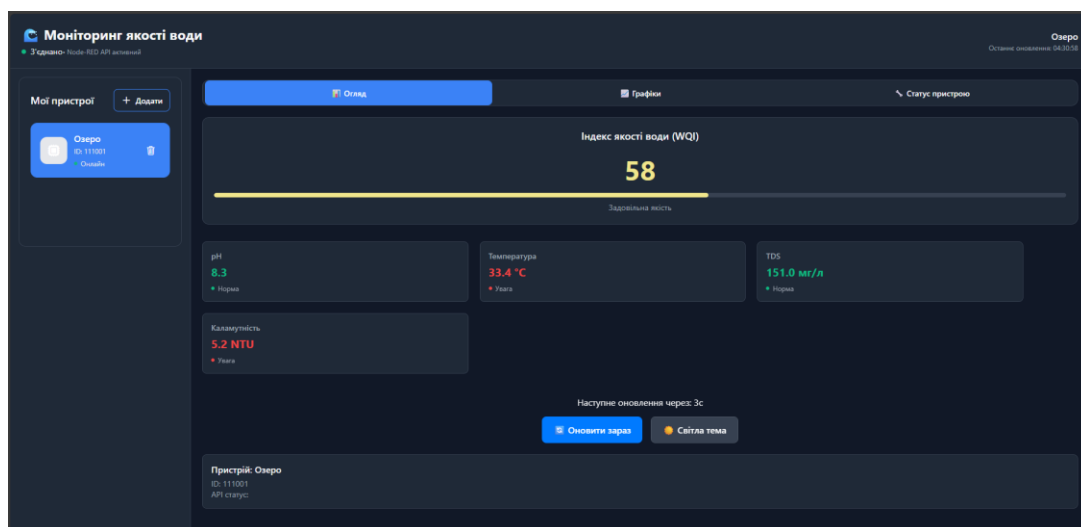 Моніторинг якості води
З'єднано- Node-RED API активний
Озеро
Останнє оновлення: 04:30:58
Мої пристрої
+ Додати
Озеро
ID: 111001
Онлайн
Огляд
Графіки
Статус пристрою
Індекс якості води (WQI)
58
Задовільна якість
pH
8.3
Норма
Температура
33.4 °C
Увага
TDS
151.0 мг/л
Норма
Каламутність
5.2 NTU
Увага
Наступне оновлення через: 3с
Оновити зараз
Світла тема
Пристрій: Озеро
ID: 111001
API статус: